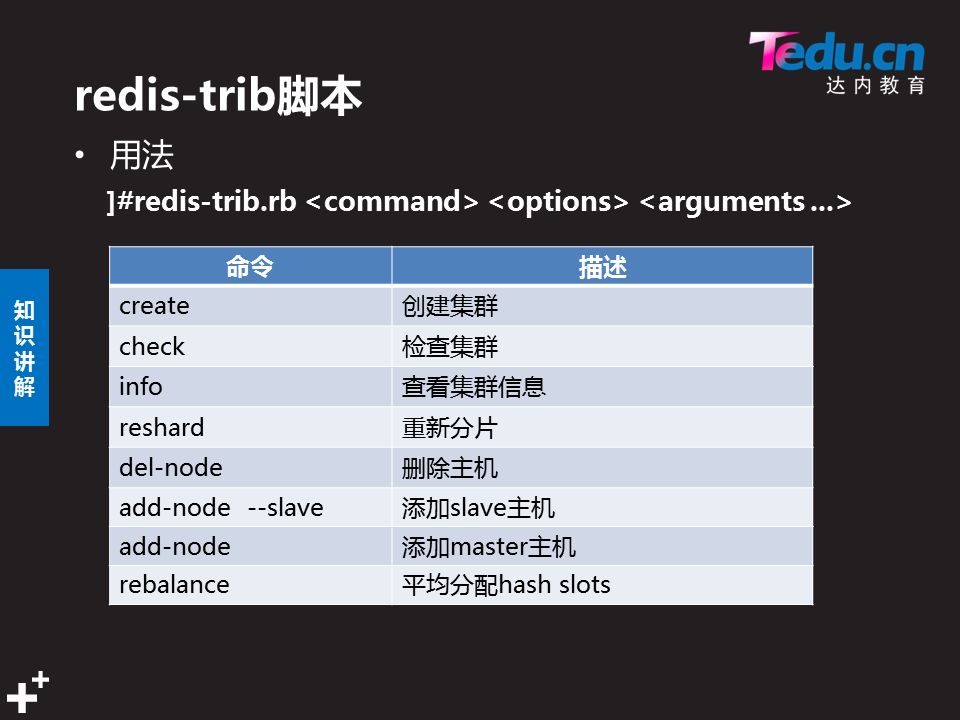 Tedu.cn
达内教育
redis-trib脚本
• 用法
]#redis-trib.rb <command> <options> <arguments ...>
命令 描述
create 创建集群
check 检查集群
info 查看集群信息
reshard 重新分片
del-node 删除主机
add-node --slave 添加slave主机
add-node 添加master主机
rebalance 平均分配hash slots
知识讲解